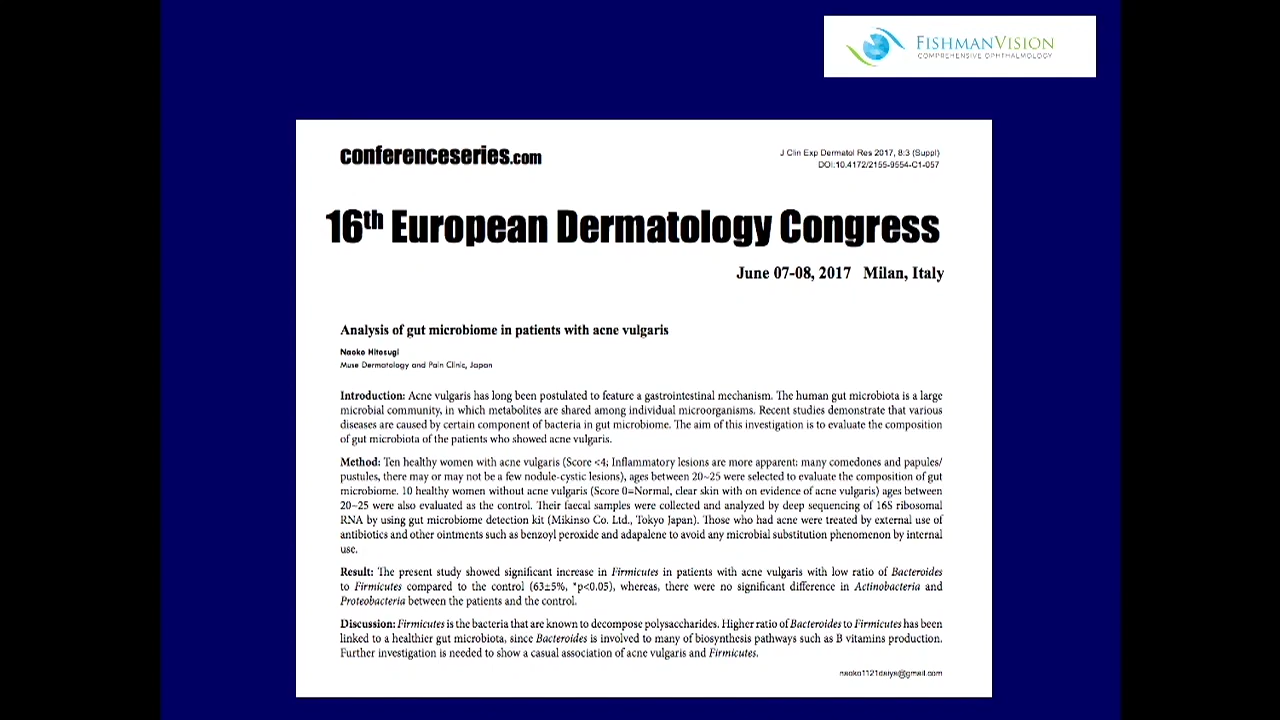 FISHMANVISION
COMPREHENSIVE OPHTHALMOLOGY
conferenceseries.com
J Clin Exp Dermatol Res 2017, 8:3 (Suppl)
DOI:10.4172/2155-9554-C1-057
16th European Dermatology Congress
June 07-08, 2017 Milan, Italy
Analysis of gut microbiome in patients with acne vulgaris
Naoko Hitosugi
Muse Dermatology and Pain Clinic, Japan
Introduction: Acne vulgaris has long been postulated to feature a gastrointestinal mechanism. The human gut microbiota is a large
microbial community, in which metabolites are shared among individual microorganisms. Recent studies demonstrate that various
diseases are caused by certain component of bacteria in gut microbiome. The aim of this investigation is to evaluate the composition
of gut microbiota of the patients who showed acne vulgaris.
Method: Ten healthy women with acne vulgaris (Score <4; Inflammatory lesions are more apparent: many comedones and papules/
pustules, there may or may not be a few nodule-cystic lesions), ages between 20~25 were selected to evaluate the composition of gut
microbiome. 10 healthy women without acne vulgaris (Score 0=Normal, clear skin with on evidence of acne vulgaris) ages between
20~25 were also evaluated as the control. Their faecal samples were collected and analyzed by deep sequencing of 16S ribosomal
RNA by using gut microbiome detection kit (Mikinso Co. Ltd., Tokyo Japan). Those who had acne were treated by external use of
antibiotics and other ointments such as benzoyl peroxide and adapalene to avoid any microbial substitution phenomenon by internal
use.
Result: The present study showed significant increase in Firmicutes in patients with acne vulgaris with low ratio of Bacteroides
to Firmicutes compared to the control (63±5%, *p<0.05), whereas, there were no significant difference in Actinobacteria and
Proteobacteria between the patients and the control.
Discussion: Firmicutes is the bacteria that are known to decompose polysaccharides. Higher ratio of Bacteroides to Firmicutes has been
linked to a healthier gut microbiota, since Bacteroides is involved to many of biosynthesis pathways such as B vitamins production.
Further investigation is needed to show a casual association of acne vulgaris and Firmicutes.
naoko1121daiya@gmail.com